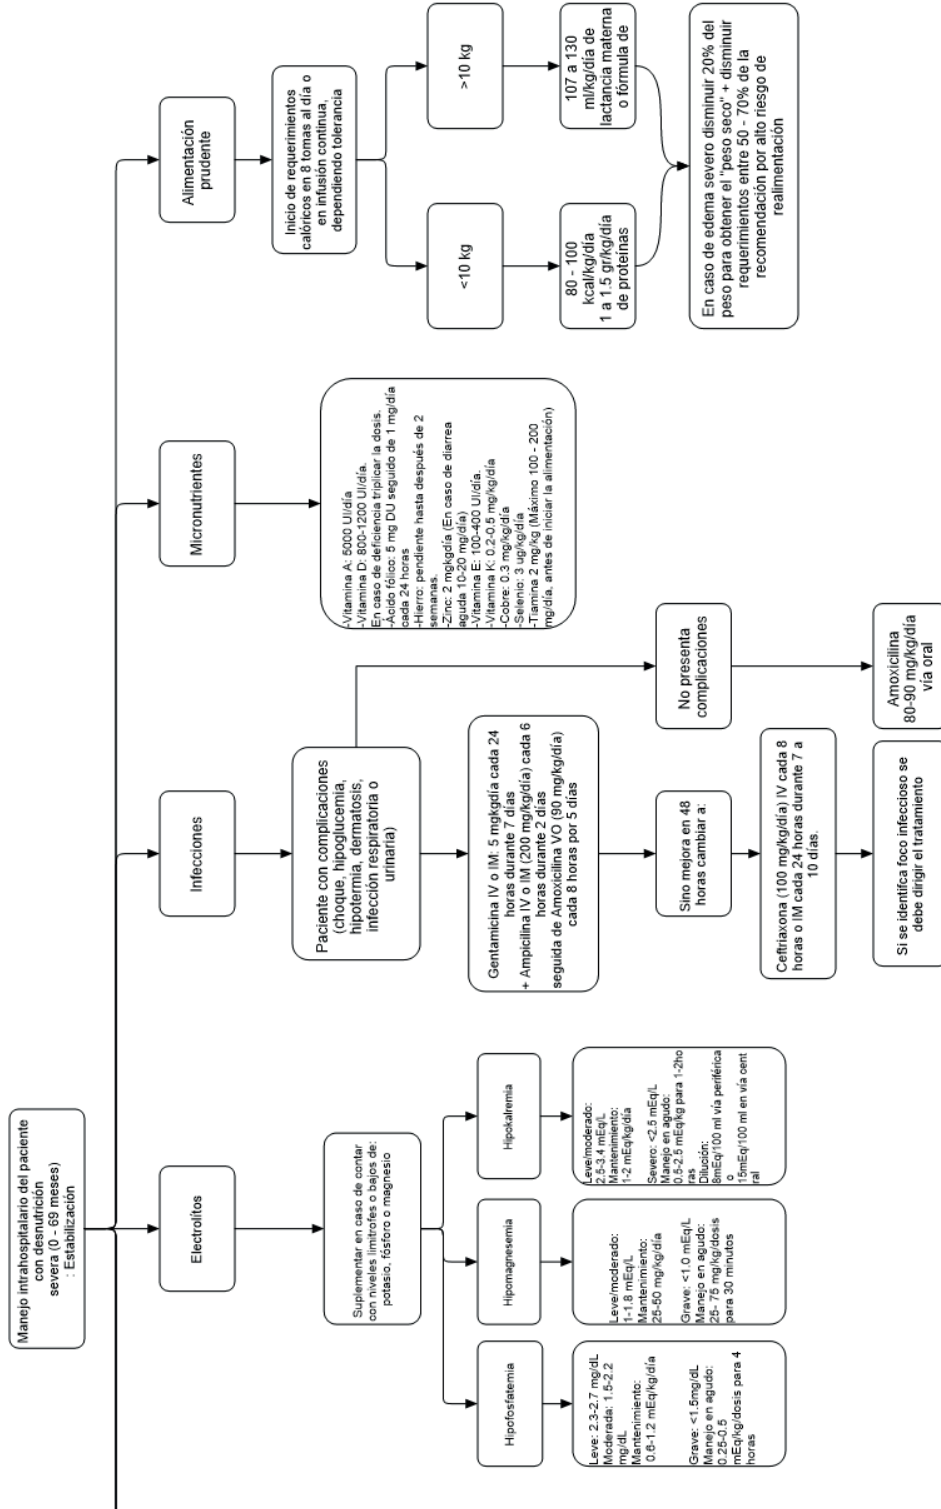 Manejo intrahospitalario del paciente
con desnutrición
severa (0 - 69 meses)
: Estabilización
Electrolitos
Suplementar en caso de contar
con niveles limítrofes o bajos de:
potasio, fósforo o magnesio
Hipofosfatemia
Leve: 2.3-2.7 mg/dL
Moderada: 1.5-2.2
mg/dL
Mantenimiento:
0.6-1.2 mEq/kg/día
Grave: <1.5mg/dL
Manejo en agudo:
0.25-0.5
mEq/kg/dosis para 4
horas
Hipomagnesemia
Leve/moderado:
1-1.8 mEq/L
Mantenimiento:
25-50 mg/kg/día
Grave: <1.0 mEq/L
Manejo en agudo:
25- 75 mg/kg/dosis
para 30 minutos
Hipokalremia
Leve/moderado:
2.5-3.4 mEq/L
Mantenimiento:
1-2 mEq/kg/día
Severo: <2.5 mEq/L
Manejo en agudo:
0.5-2.5 mEq/kg para 1-2ho
ras
Dilución:
8mEq/100 ml vía periférica
o
15mEq/100 ml en vía cent
ral
Infecciones
Paciente con complicaciones
(choque, hipoglucemia,
hipotermia, dermatosis,
infección respiratoria o
urinaria)
Gentamicina IV o IM: 5 mgkgdía cada 24
horas durante 7 días
+ Ampicilina IV o IM (200 mg/kg/día) cada 6
horas durante 2 días
seguida de Amoxicilina VO (90 mg/kg/día)
cada 8 horas por 5 días
Sino mejora en 48
horas cambiar a:
Ceftriaxona (100 mg/kg/día) IV cada 8
horas o IM cada 24 horas durante 7 a
10 días.
Si se identifca foco infeccioso se
debe dirigir el tratamiento
No presenta
complicaciones
Amoxicilina
80-90 mg/kg/día
vía oral
Micronutrientes
-Vitamina A: 5000 UI/día
-Vitamina D: 800-1200 UI/día.
En caso de deficiencia triplicar la dosis.
-Ácido fólico: 5 mg DU seguido de 1 mg/día
cada 24 horas
-Hierro: pendiente hasta después de 2
semanas.
-Zinc: 2 mgkgdía (En caso de diarrea
aguda 10-20 mg/día)
-Vitamina E: 100-400 UI/día.
-Vitamina K: 0.2-0.5 mg/kg/día
-Cobre: 0.3 mg/kg/día
-Selenio: 3 ug/kg/día
-Tiamina 2 mg/kg (Máximo 100 - 200
mg/día, antes de iniciar la alimentación)
Alimentación
prudente
Inicio de requerimientos
calóricos en 8 tomas al día o
en infusión continua,
dependiendo tolerancia
<10 kg
80 - 100
kcal/kg/día
1 a 1.5 gr/kg/día
de proteínas
>10 kg
107 a 130
ml/kg/día de
lactancia materna
o fórmula de
En caso de edema severo disminuir 20% del
peso para obtener el "peso seco" + disminuir
requerimientos entre 50 - 70% de la
recomendación por alto riesgo de
realimentación